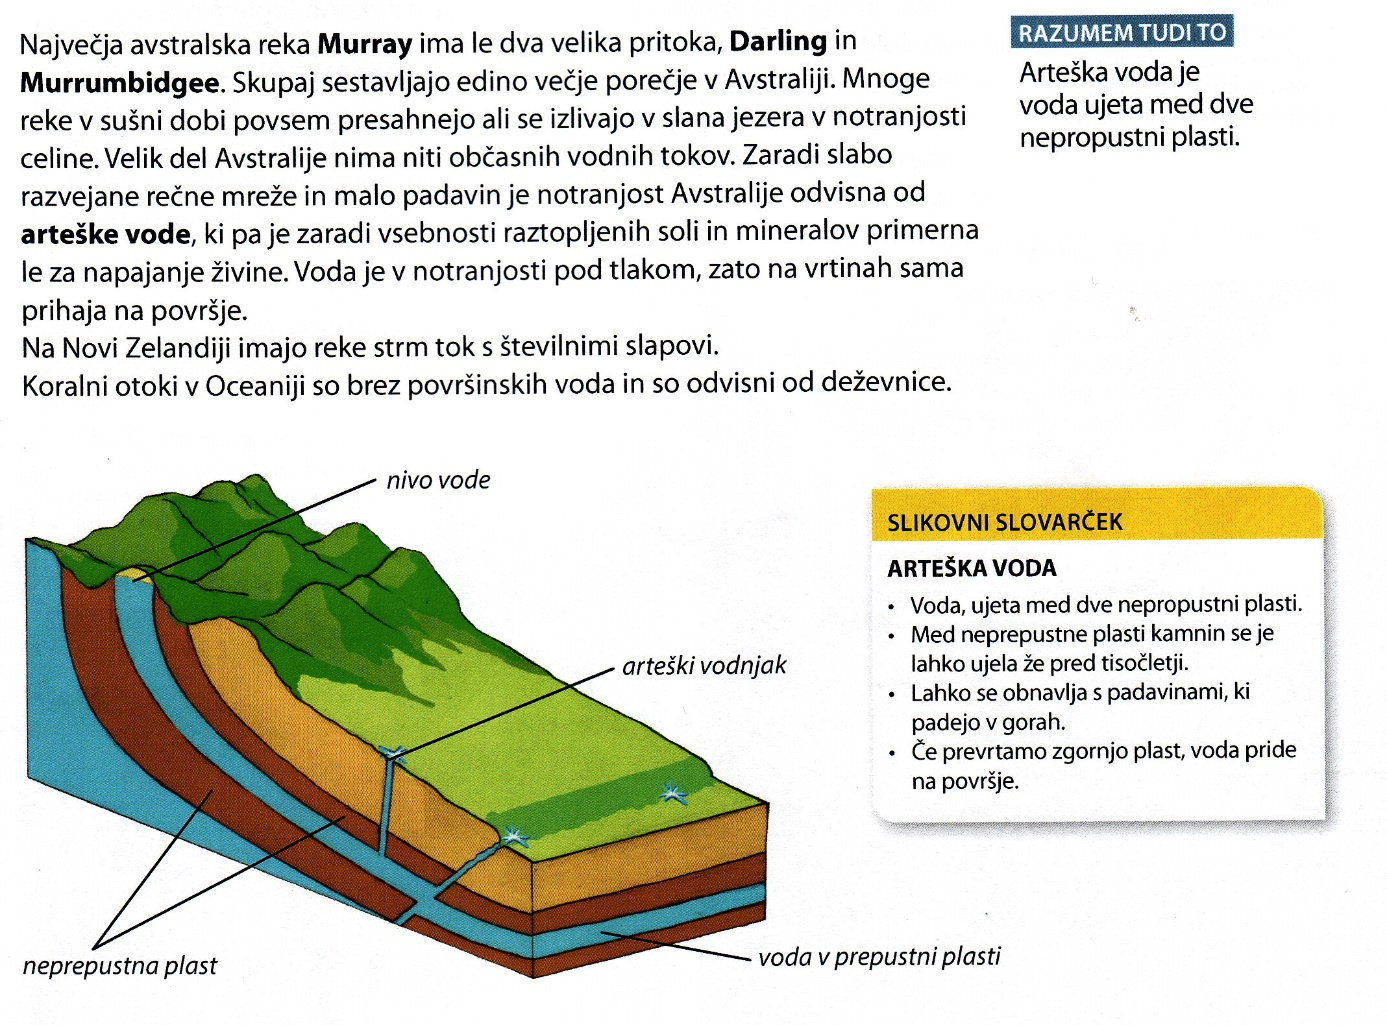 Največja avstralska reka Murray ima le dva velika pritoka, Darling in
Murrumbidgee. Skupaj sestavljajo edino večje porečje v Avstraliji. Mnoge
reke v sušni dobi povsem presahnejo ali se izlivajo v slana jezera v notranjosti
celine. Velik del Avstralije nima niti občasnih vodnih tokov. Zaradi slabo
razvejane rečne mreže in malo padavin je notranjost Avstralije odvisna od
arteške vode, ki pa je zaradi vsebnosti raztopljenih soli in mineralov primerna
le za napajanje živine. Voda je v notranjosti pod tlakom, zato na vrtinah sama
prihaja na površje.
Na Novi Zelandiji imajo reke strm tok s številnimi slapovi.
Koralni otoki v Oceaniji so brez površinskih voda in so odvisni od deževnice.
RAZUMEM TUDI TO
Arteška voda je
voda ujeta med dve
nepropustni plasti.
nivo vode
arteški vodnjak
neprepustna plast
voda v prepustni plasti
SLIKOVNI SLOVARČEK
ARTEŠKA VODA
• Voda, ujeta med dve nepropustni plasti.
• Med neprepustne plasti kamnin se je
lahko ujela že pred tisočletji.
• Lahko se obnavlja s padavinami, ki
padejo v gorah.
• Če prevrtamo zgornjo plast, voda pride
na površje.